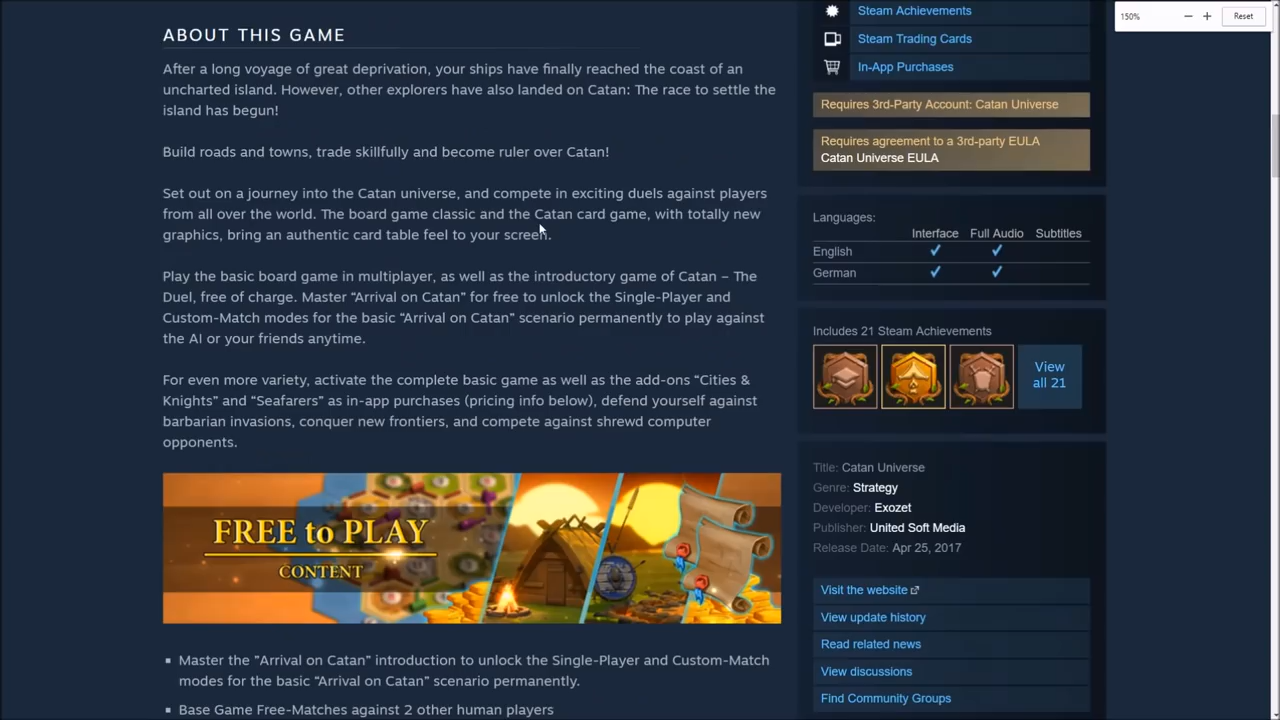 150%
Reset
ABOUT THIS GAME
After a long voyage of great deprivation, your ships have finally reached the coast of an
uncharted island. However, other explorers have also landed on Catan: The race to settle the
island has begun!
Build roads and towns, trade skillfully and become ruler over Catan!
Set out on a journey into the Catan universe, and compete in exciting duels against players
from all over the world. The board game classic and the Catan card game, with totally new
graphics, bring an authentic card table feel to your screen.
Play the basic board game in multiplayer, as well as the introductory game of Catan – The
Duel, free of charge. Master “Arrival on Catan” for free to unlock the Single-Player and
Custom-Match modes for the basic “Arrival on Catan” scenario permanently to play against
the AI or your friends anytime.
For even more variety, activate the complete basic game as well as the add-ons “Cities &
Knights” and “Seafarers” as in-app purchases (pricing info below), defend yourself against
barbarian invasions, conquer new frontiers, and compete against shrewd computer
opponents.
FREE to PLAY
CONTENT
Master the "Arrival on Catan” introduction to unlock the Single-Player and Custom-Match
modes for the basic “Arrival on Catan” scenario permanently.
Base Game Free-Matches against 2 other human players
Steam Achievements
Steam Trading Cards
In-App Purchases
Requires 3rd-Party Account: Catan Universe
Requires agreement to a 3rd-party EULA
Catan Universe EULA
Languages:
Interface Full Audio Subtitles
English ✔ ✔
German ✔ ✔
Includes 21 Steam Achievements
View
all 21
Title: Catan Universe
Genre: Strategy
Developer: Exozet
Publisher: United Soft Media
Release Date: Apr 25, 2017
Visit the website
View update history
Read related news
View discussions
Find Community Groups